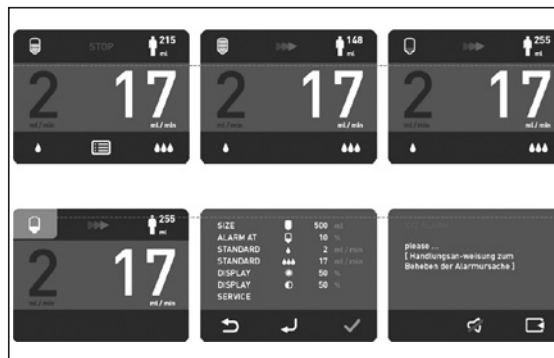 STOP
215
ml
2
17
ml / min
ml / min
148
ml
2
17
ml / min
ml / min
255
ml
2
17
ml / min
ml / min
255
ml
2
17
ml / min
ml / min
SIZE 500 ml
ALARM AT 10 %
STANDARD 2 ml / min
STANDARD 17 ml / min
DISPLAY 50 %
DISPLAY 50 %
SERVICE
please ...
[ Handlungsan-weisung zum
Beheben der Alarmursache ]